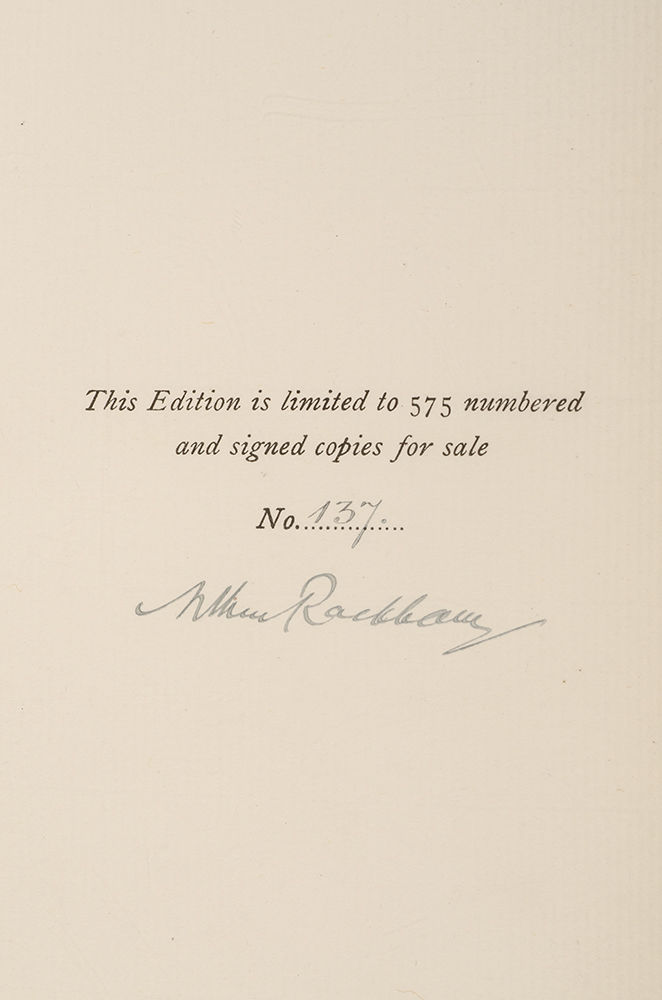 This Edition is limited to 575 numbered
and signed copies for sale
No. 137.
Arthur Rackham